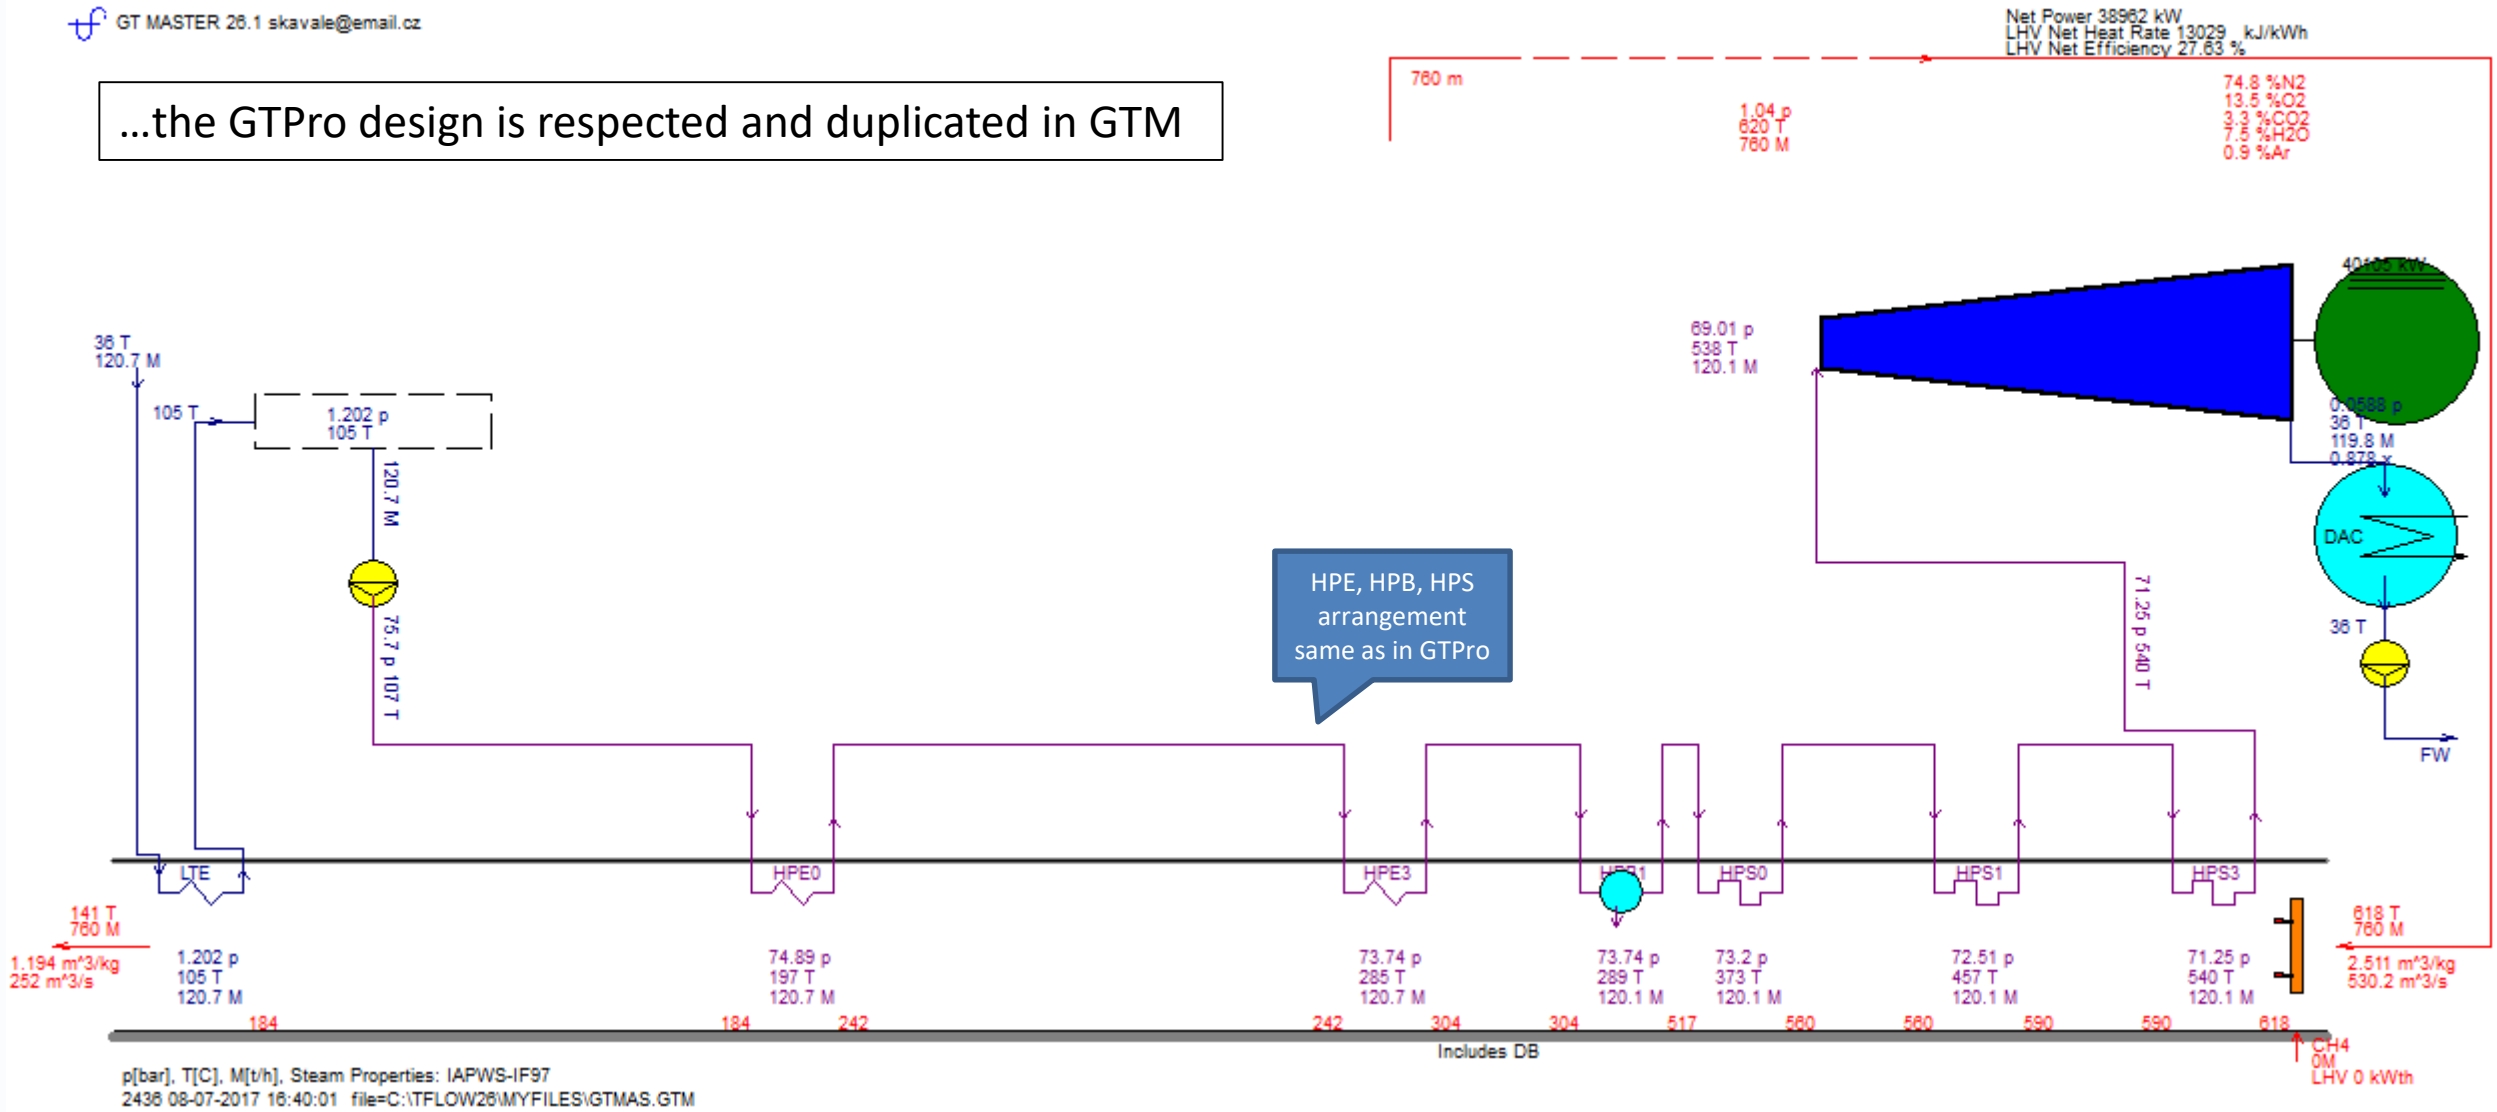 GT MASTER 26.1 skavale@email.cz
Net Power 38962 kW
LHV Net Heat Rate 13029 kJ/kWh
LHV Net Efficiency 27.63 %
…the GTPro design is respected and duplicated in GTM
760 m
1.04 p
620 T
760 M
74.8 %N2
13.5 %O2
3.3 %CO2
7.5 %H2O
0.9 %Ar
36 T
120.7 M
105 T
1.202 p
105 T
120.7 M
75.7 p 107 T
69.01 p
538 T
120.1 M
kW
0.0588 p
36 T
119.8 M
0.878 x
DAC
36 T
FW
71.25 p 540 T
HPE, HPB, HPS
arrangement
same as in GTPro
LTE
HPE0
HPE3
HPS0
HPS1
HPS3
141 T
760 M
1.194 m^3/kg
252 m^3/s
1.202 p
105 T
120.7 M
74.89 p
197 T
120.7 M
73.74 p
285 T
120.7 M
73.74 p
289 T
120.1 M
73.2 p
373 T
120.1 M
72.51 p
457 T
120.1 M
71.25 p
540 T
120.1 M
618 T
760 M
2.511 m^3/kg
530.2 m^3/s
184 184 242 242 304 304 517 560 560 590 590 618
Includes DB
CH4
0M
LHV 0 kWth
p[bar], T[C], M[t/h], Steam Properties: IAPWS-IF97
2436 08-07-2017 16:40:01 file=C:\TFLOW26\MYFILES\GTMAS.GTM